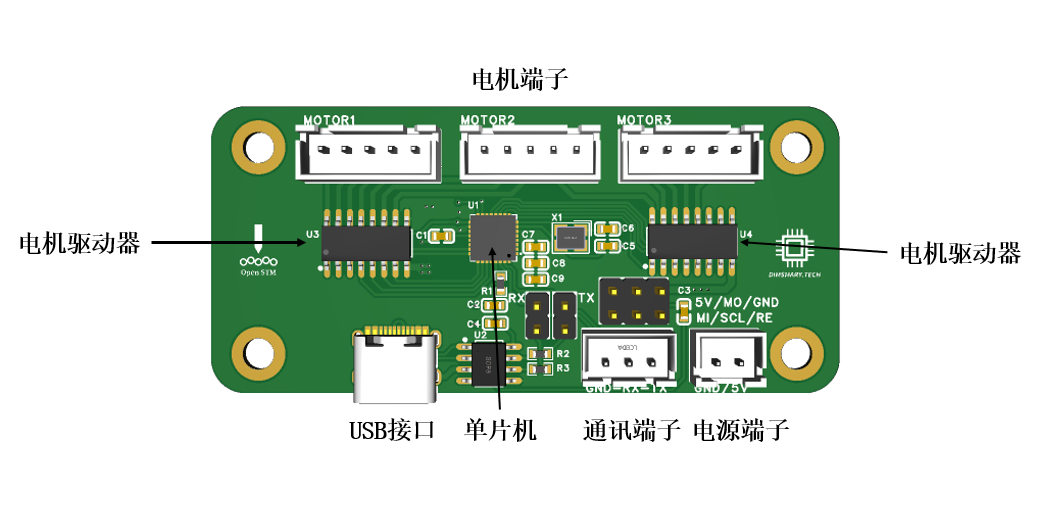 电机端子
MOTOR1
MOTOR2
MOTOR3
U1
X1
U3
C1
C7
C6
U4
C5
电机驱动器
电机驱动器
Open STM
C8
DIHSHARY.TECH
C9
R1
C2
RX
TX
C3
5V/MO/GND
MI/SCL/RE
C4
U2
R2
R3
LCEDA
GND-RX-TX
GND/5V
USB接口
单片机
通讯端子
电源端子